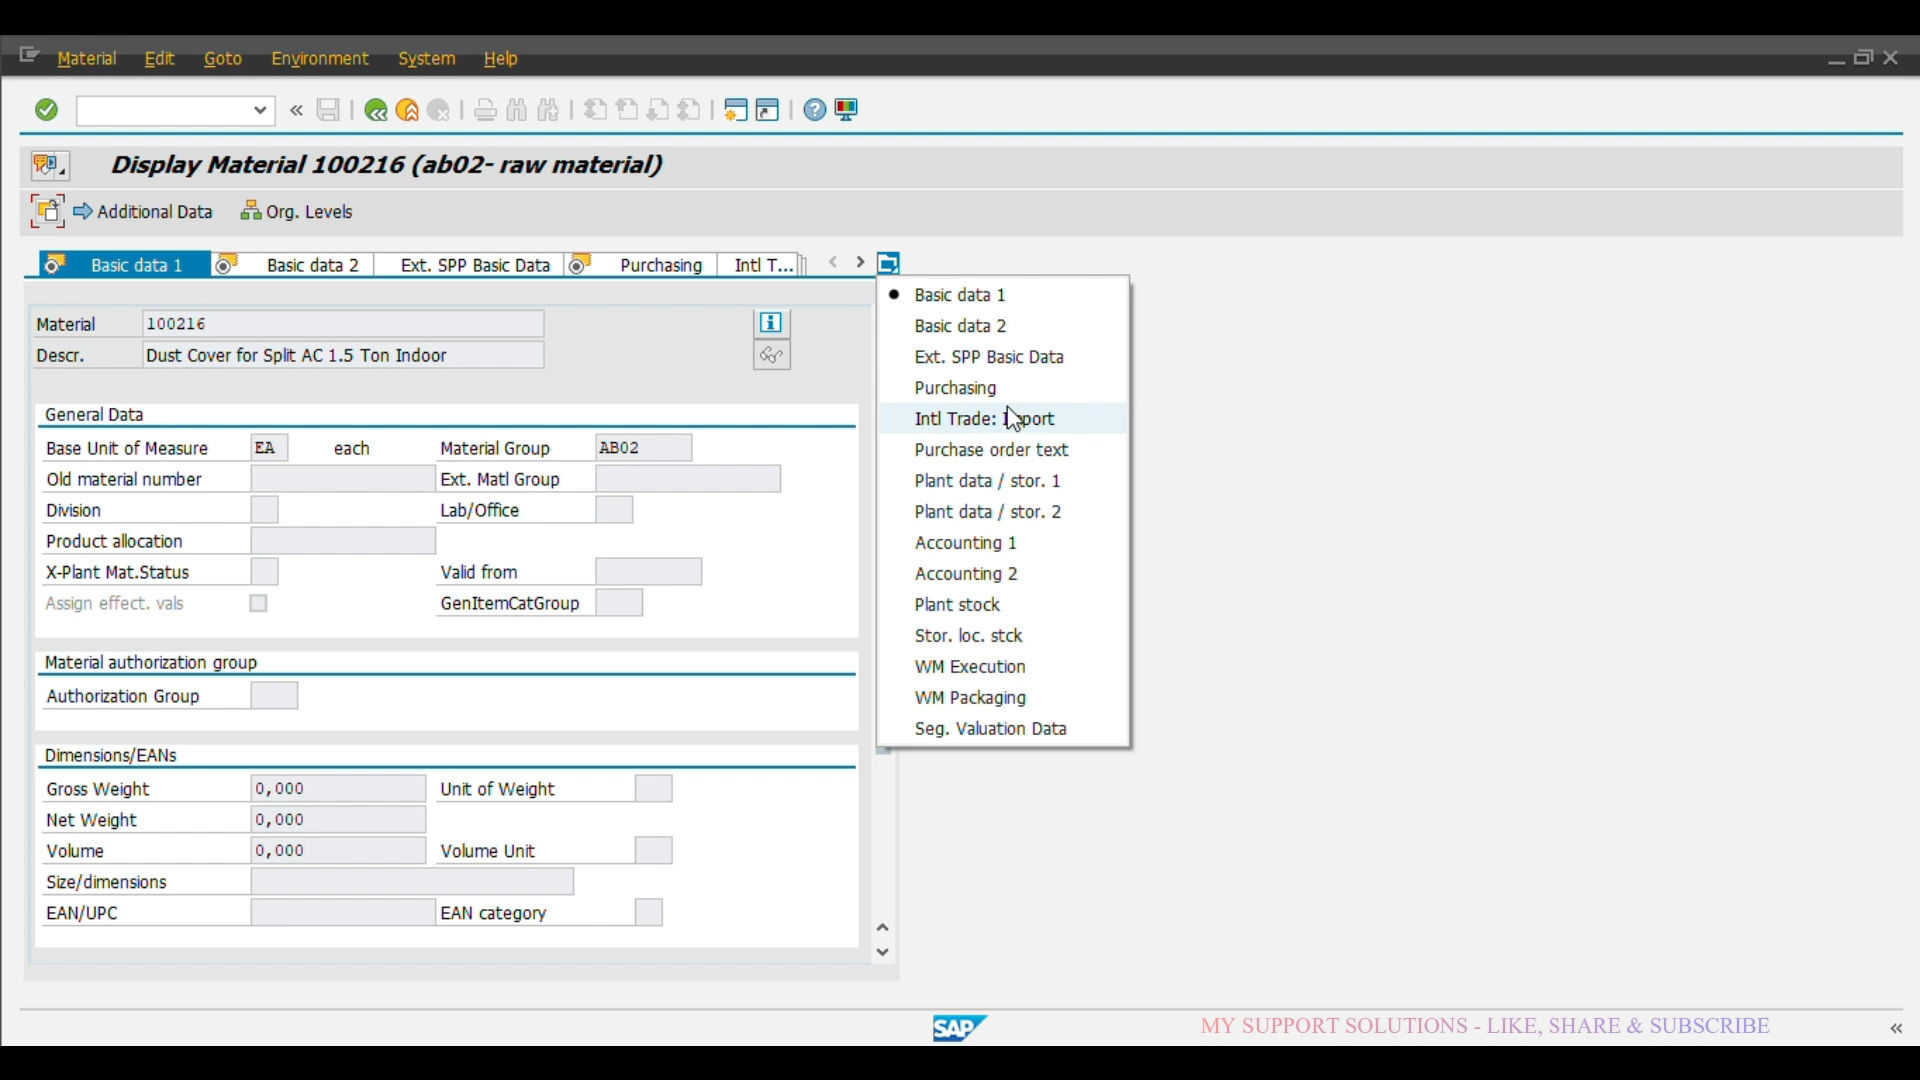 Material Edit Goto Environment System Help
Display Material 100216 (ab02- raw material)
Additional Data Org. Levels
Basic data 1 Basic data 2 Ext. SPP Basic Data Purchasing Intl T...
Basic data 1
Basic data 2
Ext. SPP Basic Data
Purchasing
Intl Trade:
Purchase order text
Plant data / stor. 1
Plant data / stor. 2
Accounting 1
Accounting 2
Plant stock
Stor. loc. stck
WM Execution
WM Packaging
Seg. Valuation Data
Material 100216
Descr. Dust Cover for Split AC 1.5 Ton Indoor
General Data
Base Unit of Measure EA each Material Group AB02
Old material number Ext. Matl Group
Division Lab/Office
Product allocation
X-Plant Mat.Status Valid from
Assign effect. vals GenItemCatGroup
Material authorization group
Authorization Group
Dimensions/EANs
Gross Weight 0,000 Unit of Weight
Net Weight 0,000
Volume 0,000 Volume Unit
Size/dimensions
EAN/UPC EAN category
SAP MY SUPPORT SOLUTIONS - LIKE, SHARE & SUBSCRIBE